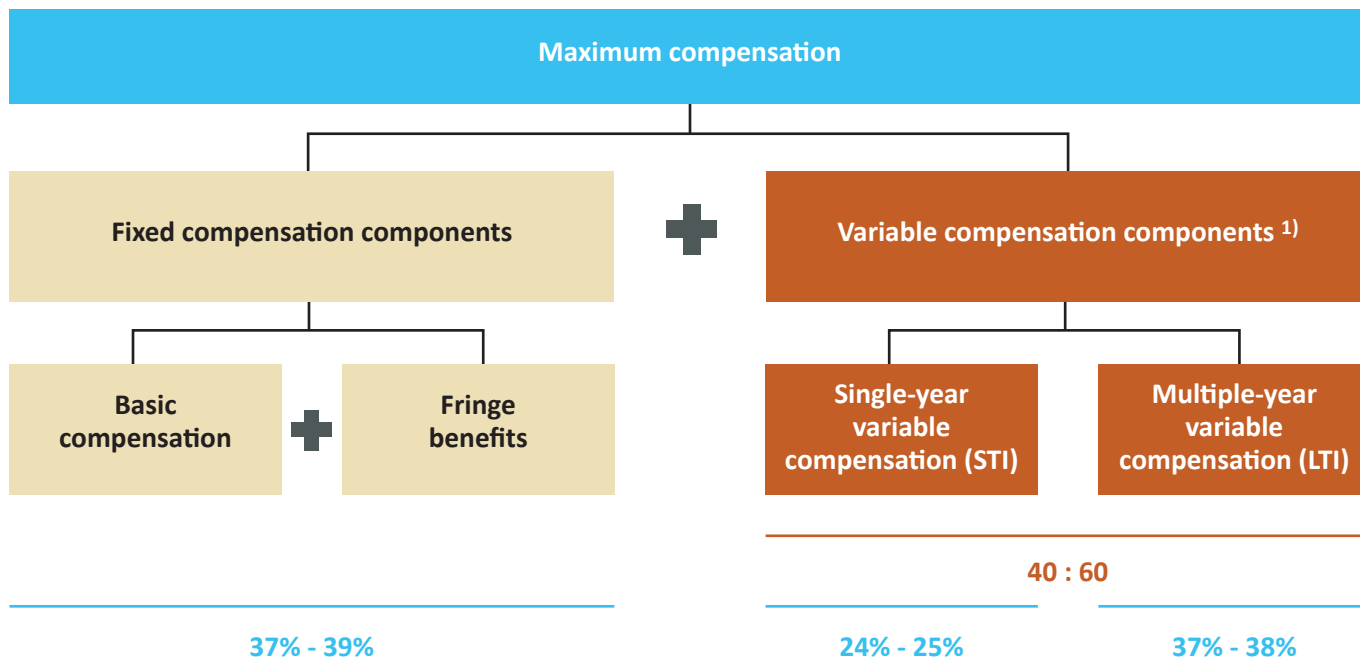 Maximum compensation
Fixed compensation components
Variable compensation components 1)
Basic
compensation
Fringe
benefits
Single-year
variable
compensation (STI)
Multiple-year
variable
compensation (LTI)
40 : 60
37% - 39%
24% - 25%
37% - 38%